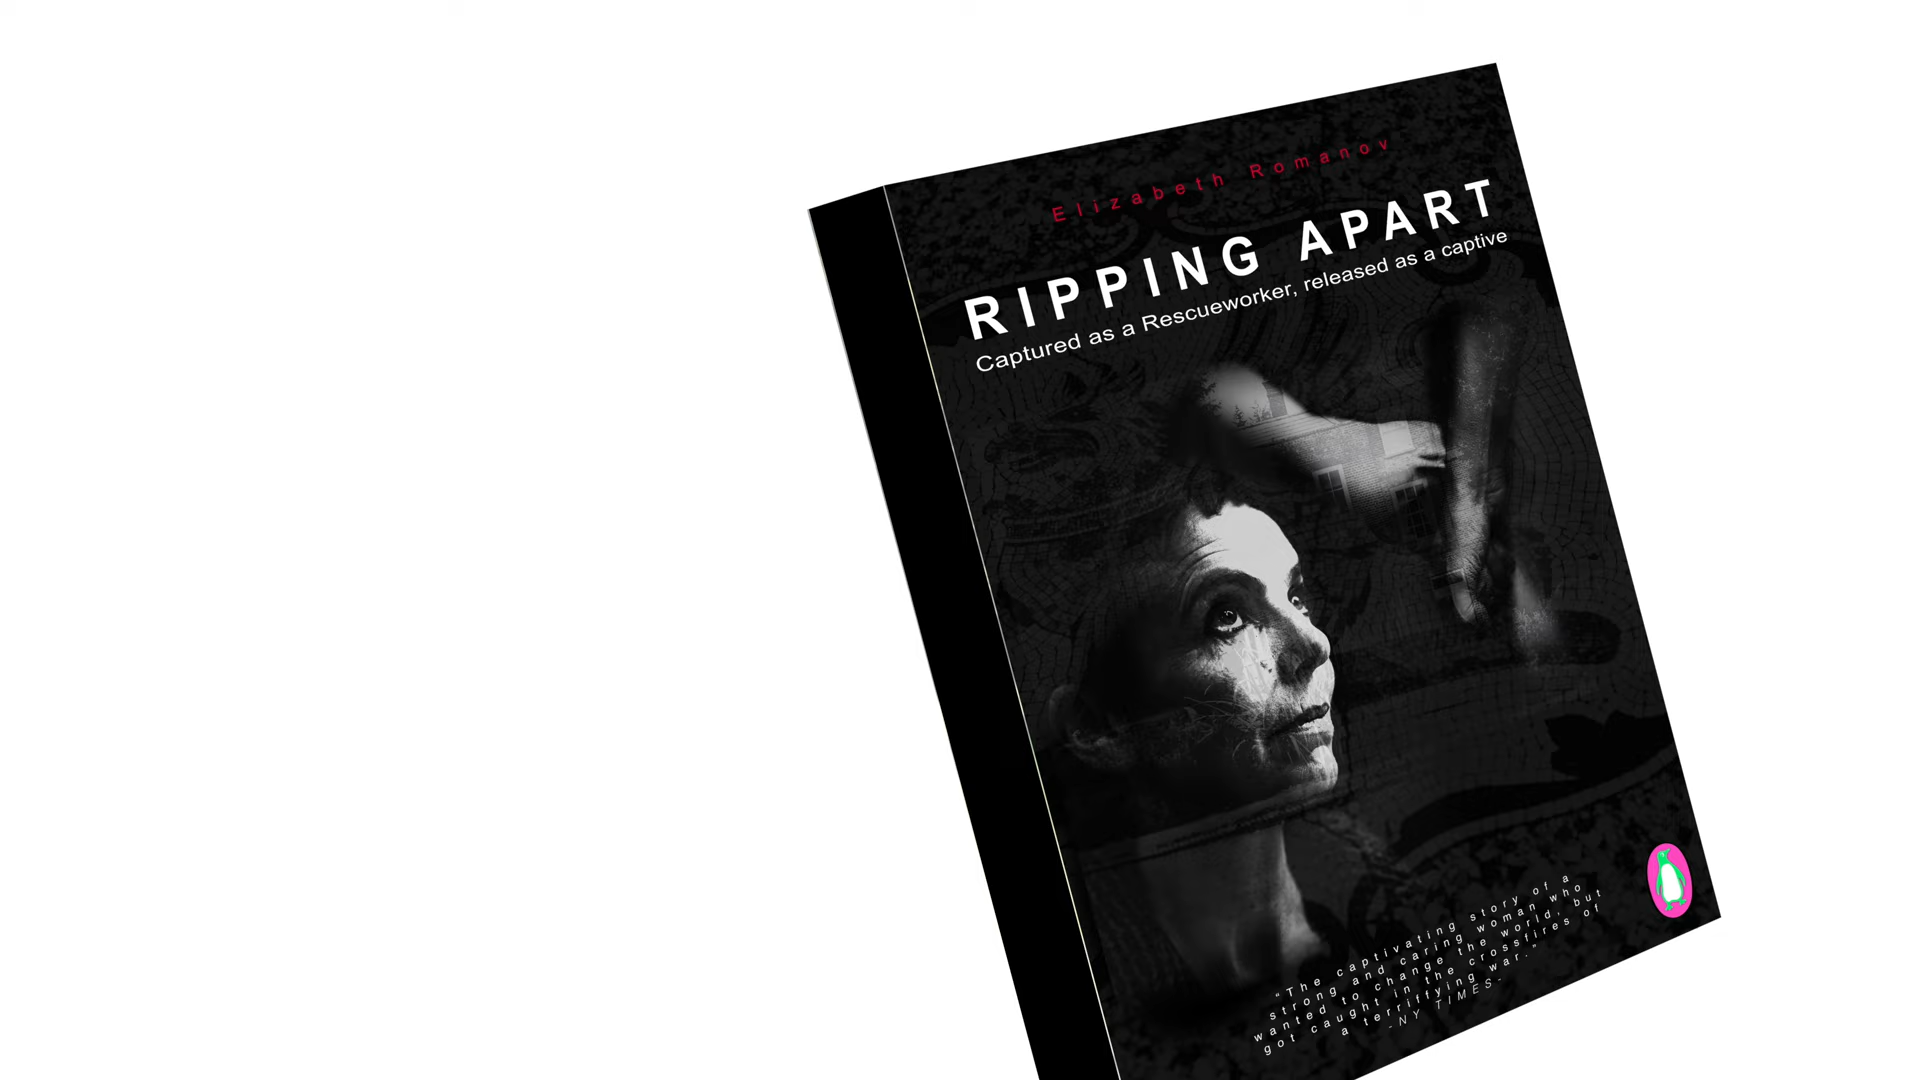 Elizabeth Romanov
RIPPING APART
Captured as a Rescueworker, released as a captive
"The captivating story of a
strong and caring woman who
wanted to change the world, but
got caught in the crossfires of
a terriffying war."
-NY TIMES-